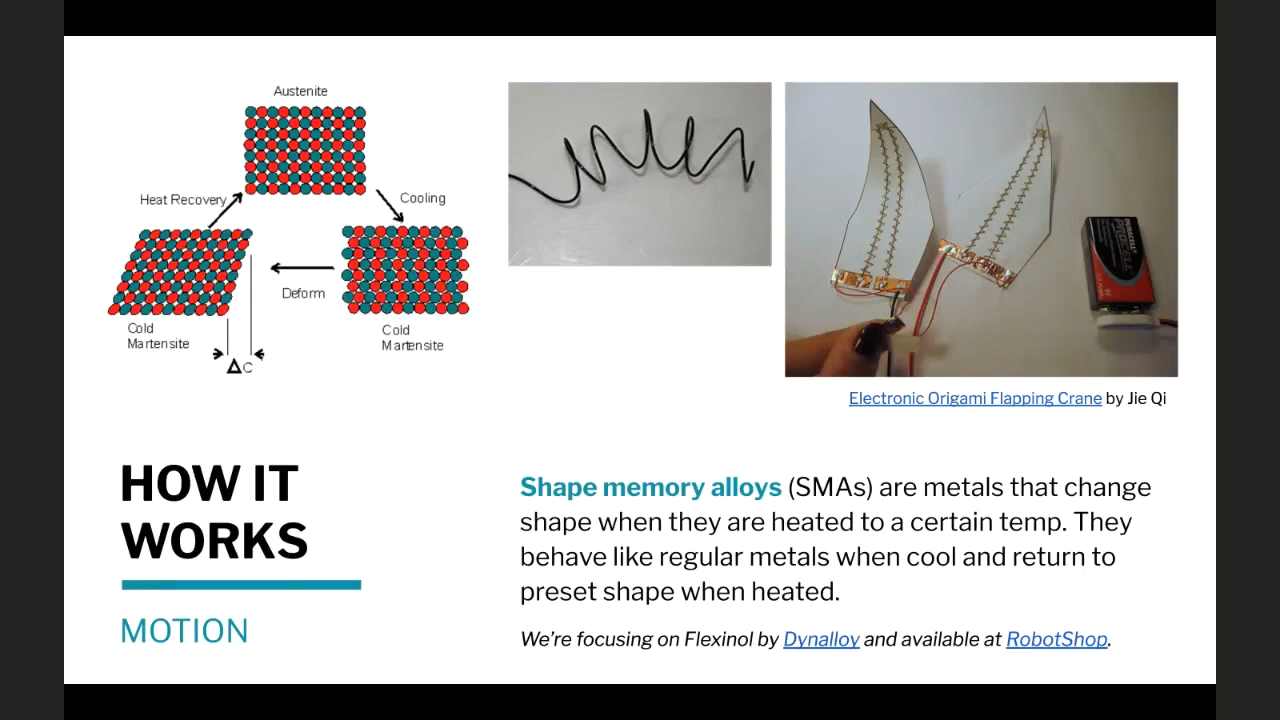 Austenite
Heat Recovery
Cooling
Deform
Cold
Martensite
Cold
Martensite
ΔC
DURACELL
PROCELL
Electronic Origami Flapping Crane by Jie Qi
HOW IT
WORKS
MOTION
Shape memory alloys (SMAs) are metals that change
shape when they are heated to a certain temp. They
behave like regular metals when cool and return to
preset shape when heated.
We’re focusing on Flexinol by Dynalloy and available at RobotShop.